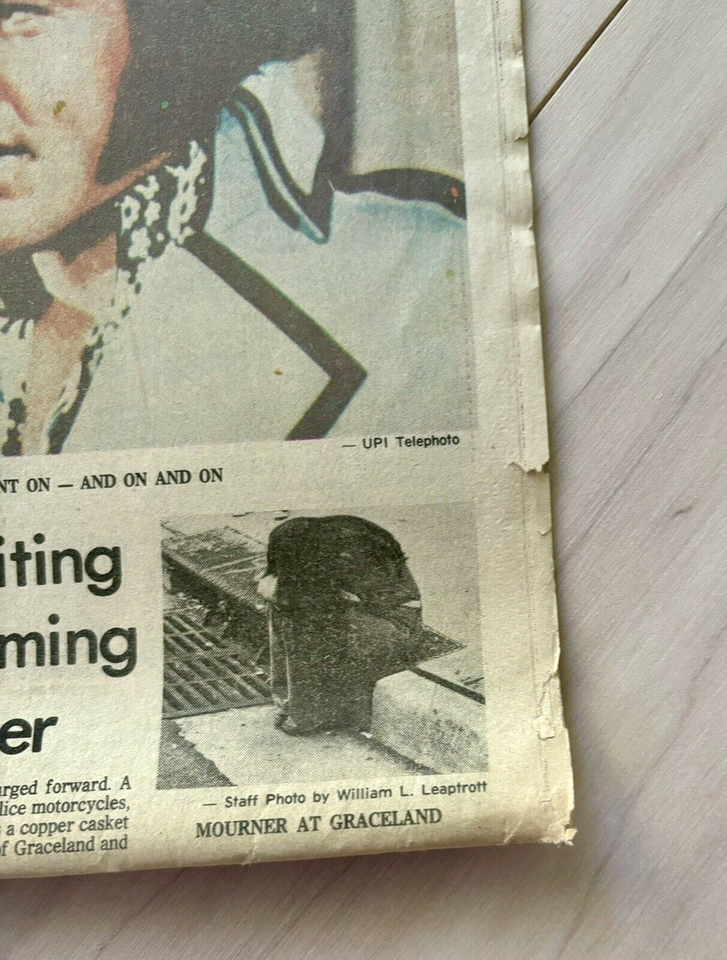 — UPI Telephoto
NT ON — AND ON AND ON
iting
ming
er
urged forward. A
lice motorcycles,
a copper casket
of Graceland and
— Staff Photo by William L. Leaptrott
MOURNER AT GRACELAND